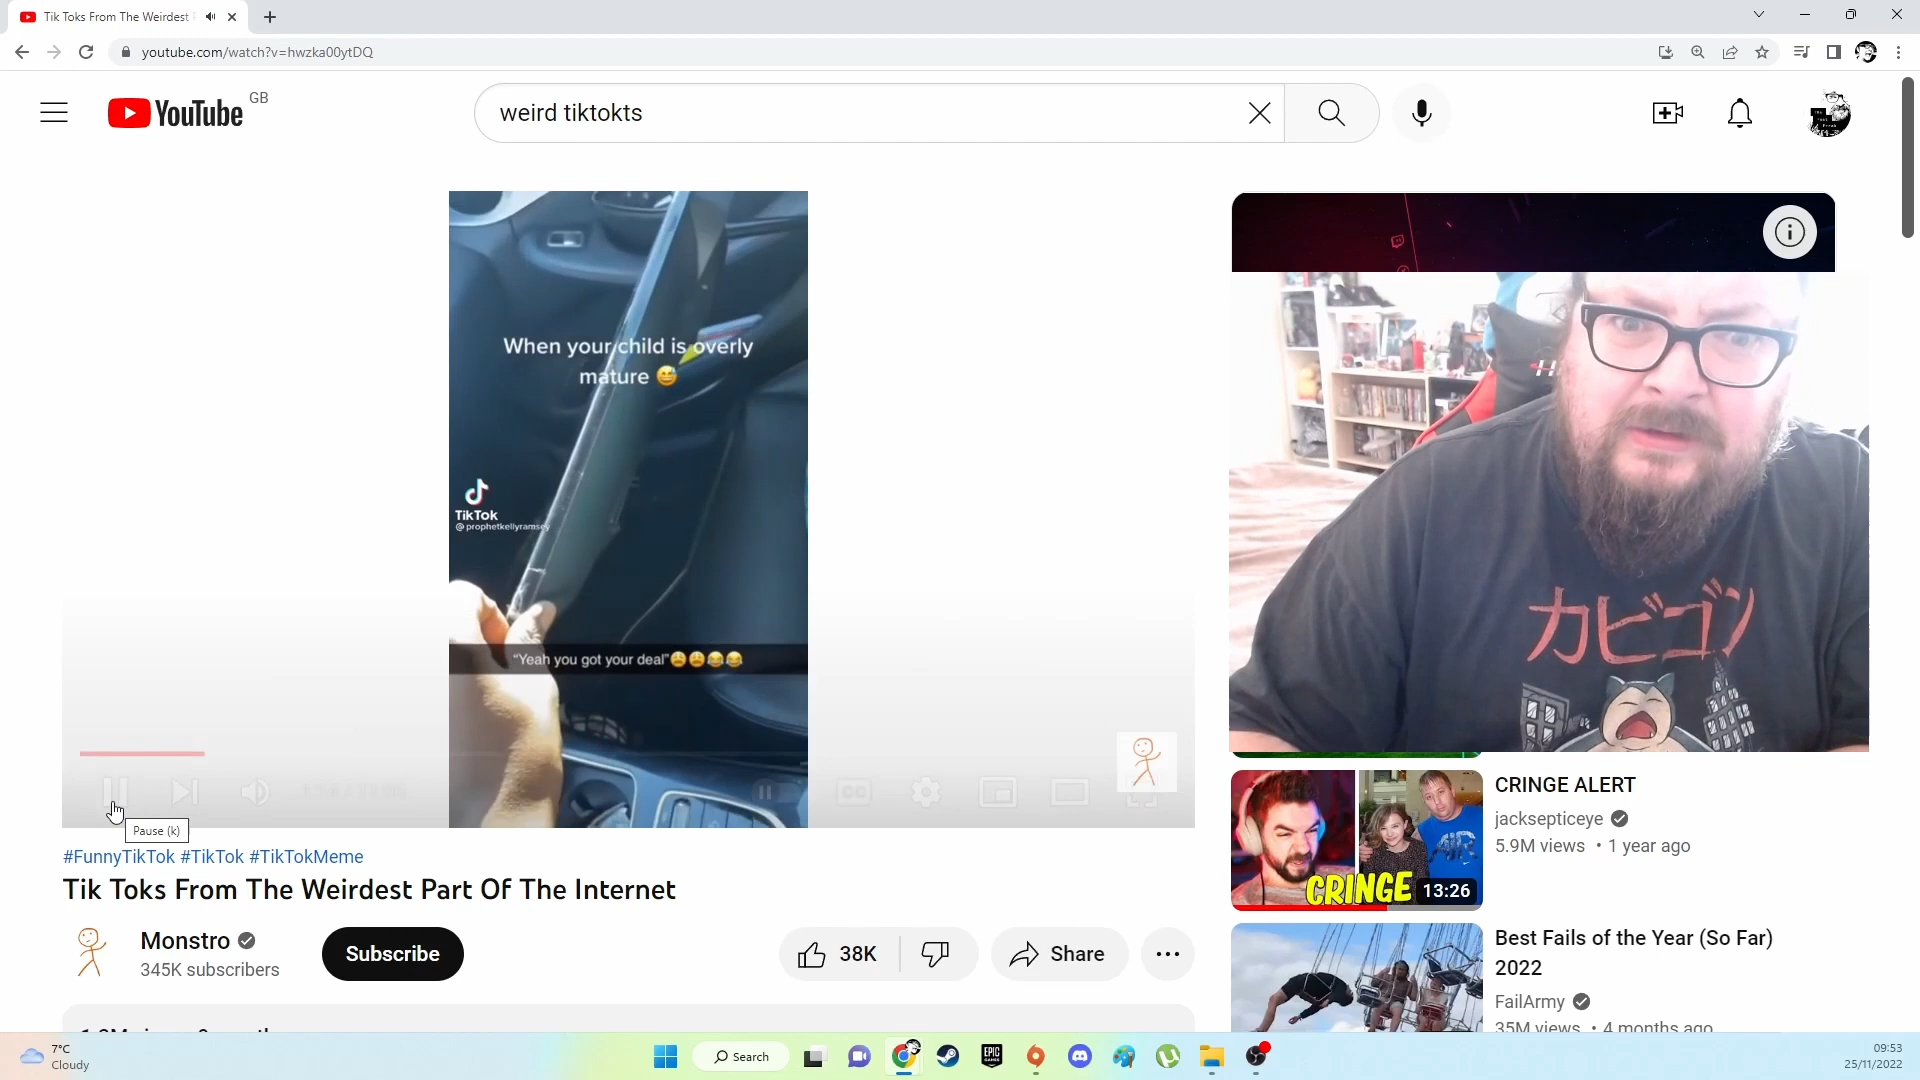 Tik Toks From The Weirdest
youtube.com/watch?v=hwzka00ytDQ
YouTube GB
weird tiktokts
When your child is overly
mature 😅
TikTok
@prophetkellyramsey
"Yeah you got your deal"😩😩😂😂
カビゴン
Pause (k)
#FunnyTikTok #TikTok #TikTokMeme
Tik Toks From The Weirdest Part Of The Internet
Monstro
345K subscribers
Subscribe
38K
Share
CRINGE
13:26
CRINGE ALERT
jacksepticeye
5.9M views • 1 year ago
Best Fails of the Year (So Far)
2022
FailArmy
35M views • 4 months ago
7°C
Cloudy
Search
EPIC
GAMES
09:53
25/11/2022